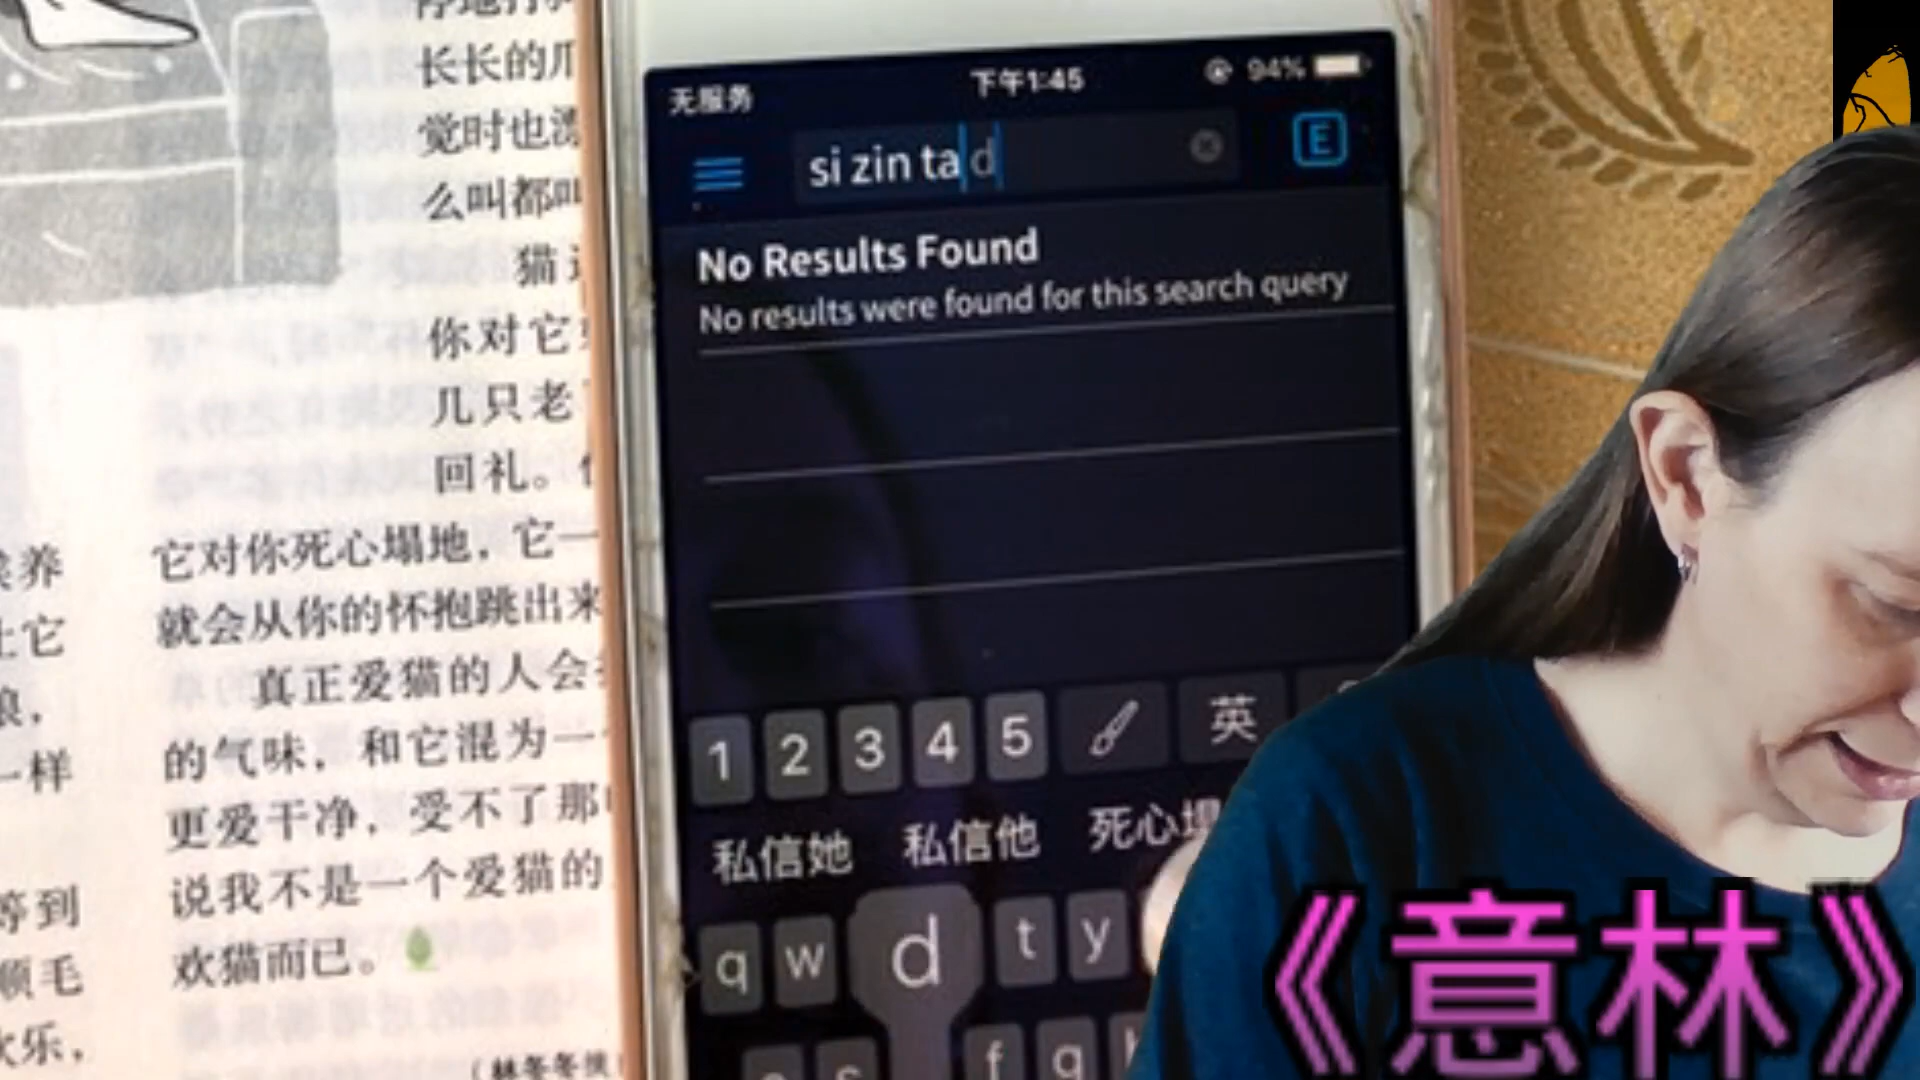 长长的爪
觉时也漂
么叫都叫
猫
你对它
几只老
回礼。
它对你死心塌地，它一
就会从你的怀抱跳出来
真正爱猫的人会
的气味，和它混为一
更爱干净，受不了那
说我不是一个爱猫的
欢猫而已。
养
上它
一样
等到
顺毛
乐，
无服务 下午1:45 94%
si zin ta d
E
No Results Found
No results were found for this search query
1 2 3 4 5 英
私信她 私信他 死心塌
q w d t y
f g
《意林》